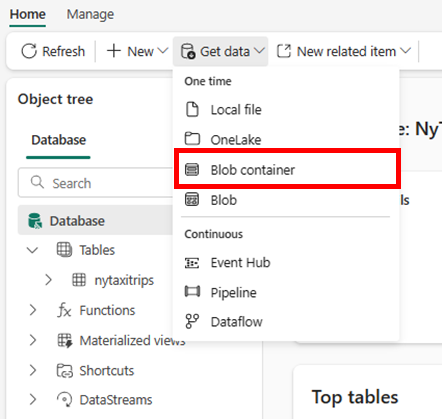 Home Manage
Refresh New Get data New related item
One time
Local file
OneLake
Blob container
Blob
Continuous
Event Hub
Pipeline
Dataflow
Object tree
Database
Search
Database
Tables
nytaxitrips
Functions
Materialized views
Shortcuts
DataStreams
e: NyT
ls
Top tables